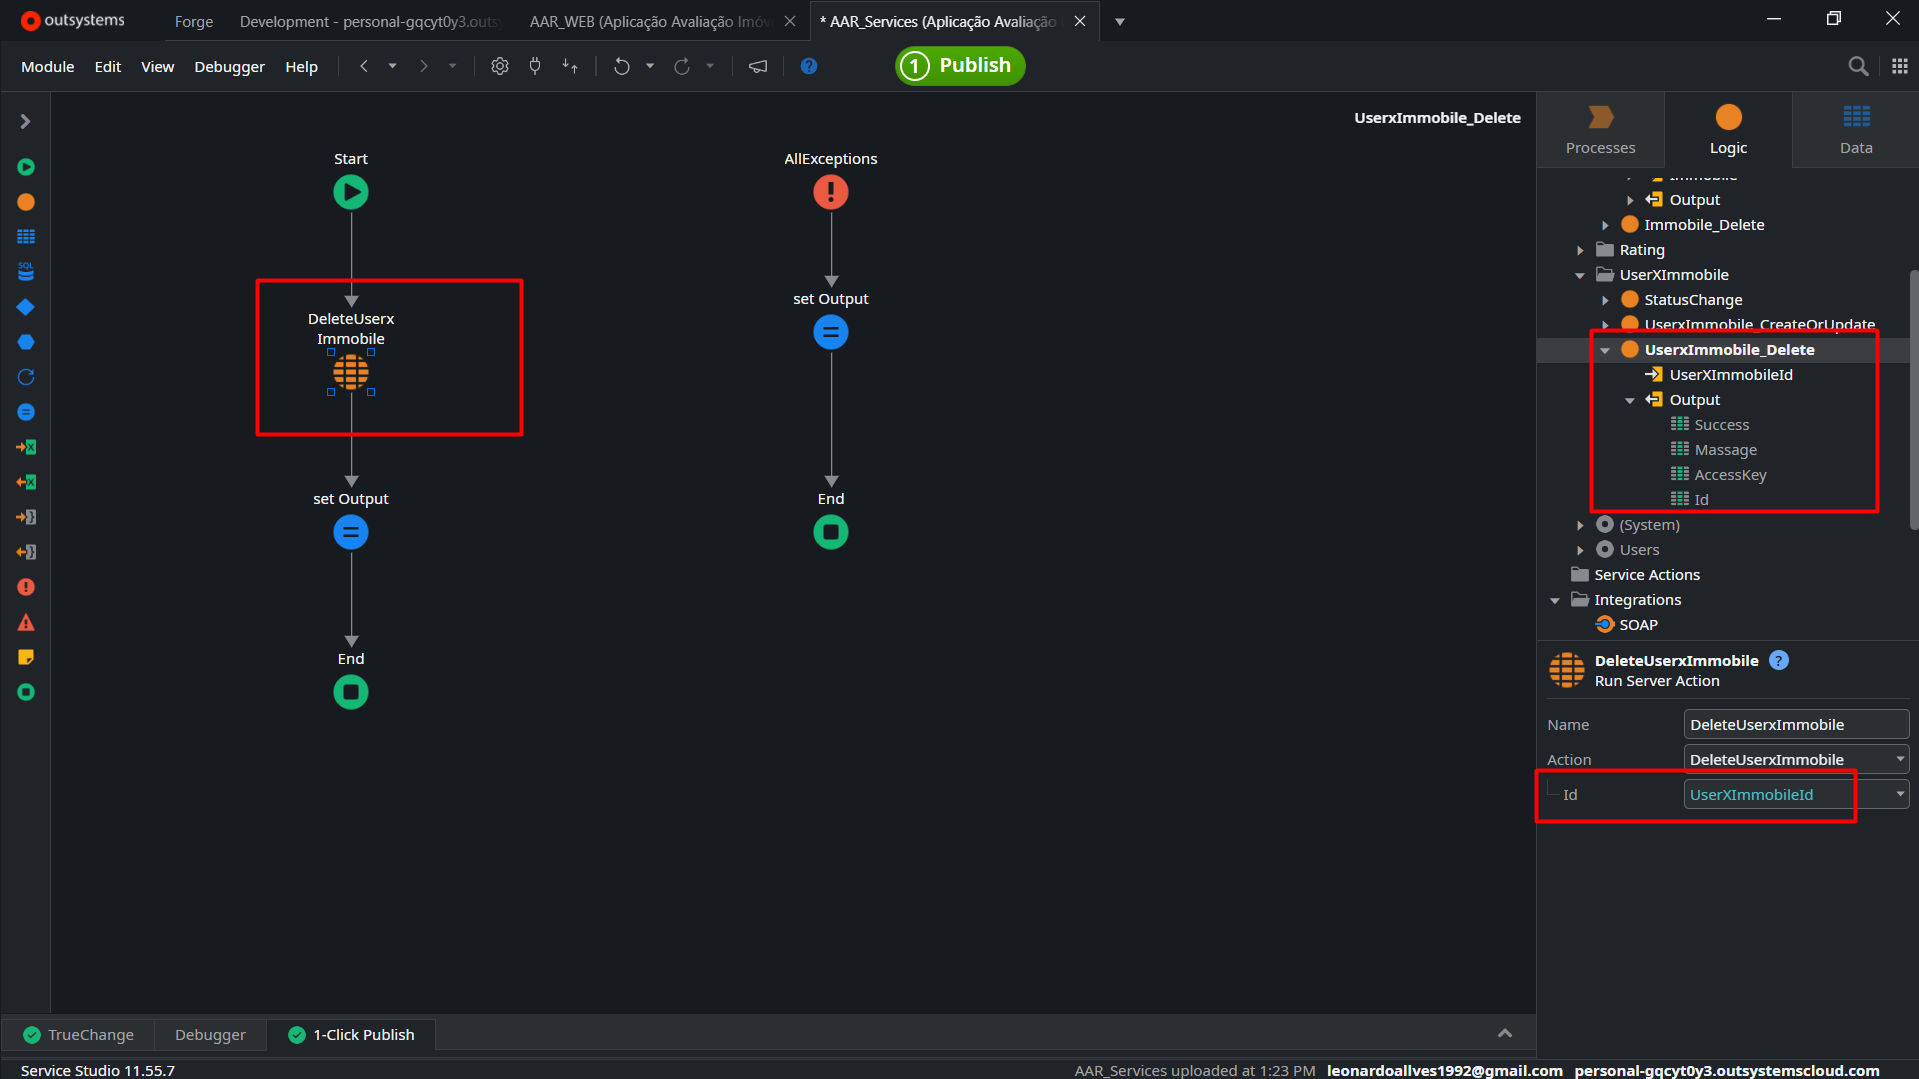 outsystems
Forge
Development - personal-gqcyt0y3.outs
AAR_WEB (Aplicação Avaliação Imóv
* AAR_Services (Aplicação Avaliação
Module Edit View Debugger Help
1 Publish
UserxImmobile_Delete
Start
AllExceptions
DeleteUserx
Immobile
set Output
set Output
End
End
SQL
Processes
Logic
Data
Immobile
Output
Immobile_Delete
Rating
UserXImmobile
StatusChange
UserxImmobile_CreateOrUpdate
UserxImmobile_Delete
UserXImmobileId
Output
Success
Massage
AccessKey
Id
(System)
Users
Service Actions
Integrations
SOAP
DeleteUserxImmobile ?
Run Server Action
Name DeleteUserxImmobile
Action DeleteUserxImmobile
Id UserXImmobileId
TrueChange
Debugger
1-Click Publish
Service Studio 11.55.7
AAR_Services uploaded at 1:23 PM leonardoallves1992@gmail.com personal-gqcyt0y3.outsystemscloud.com